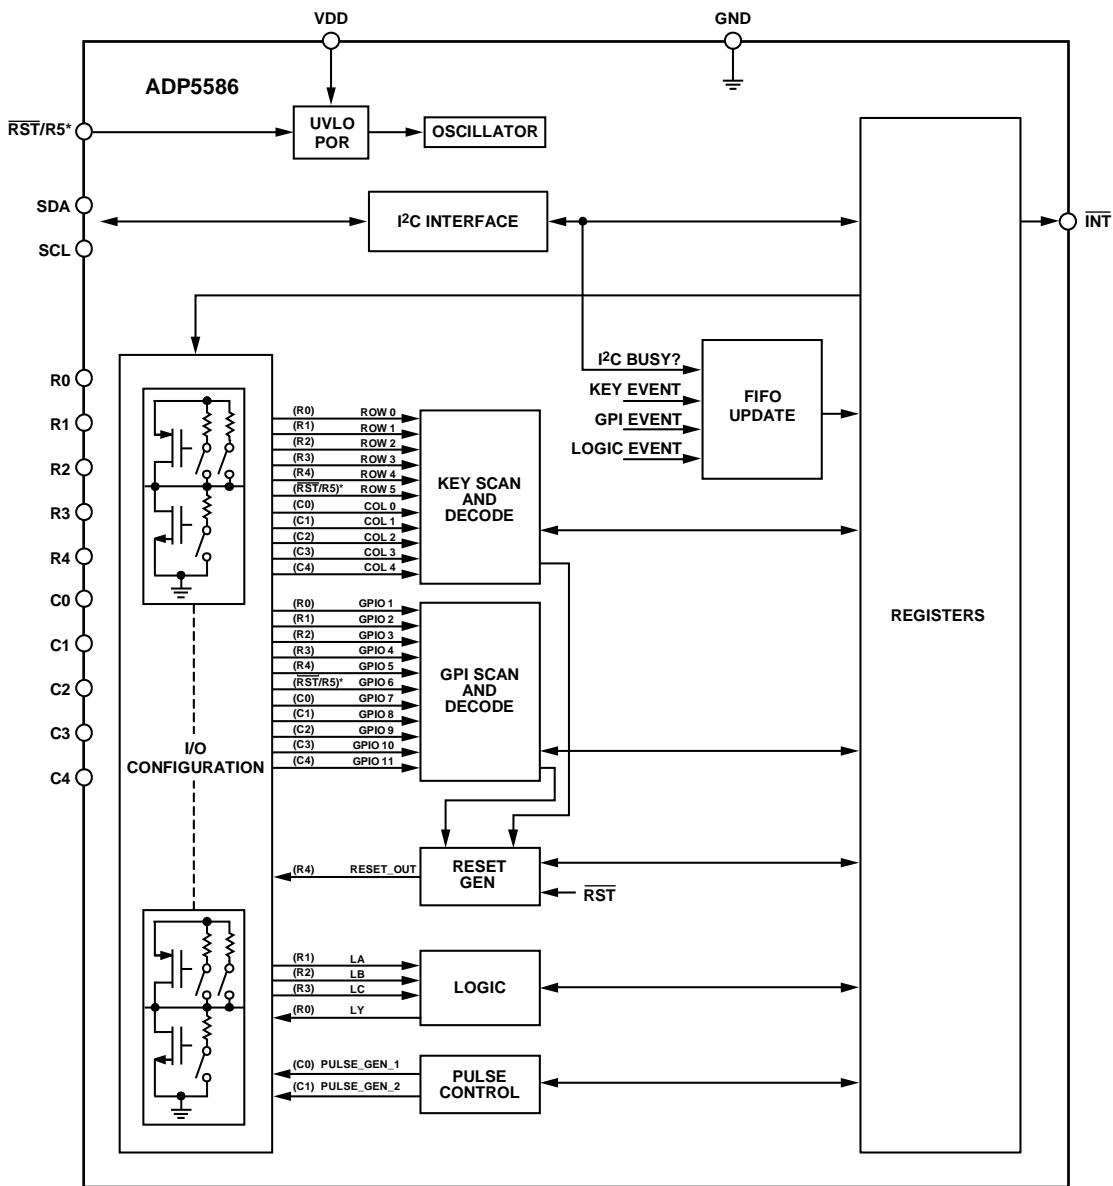 VDD
GND
ADP5586
RST/R5*
UVLO
POR
OSCILLATOR
SDA
I2C INTERFACE
INT
SCL
I2C BUSY?
KEY EVENT
GPI EVENT
LOGIC EVENT
FIFO
UPDATE
R0
R1
R2
R3
R4
C0
C1
C2
C3
C4
(R0) ROW 0
(R1) ROW 1
(R2) ROW 2
(R3) ROW 3
(R4) ROW 4
(RST/R5)* ROW 5
(C0) COL 0
(C1) COL 1
(C2) COL 2
(C3) COL 3
(C4) COL 4
KEY SCAN
AND
DECODE
(R0) GPIO 1
(R1) GPIO 2
(R2) GPIO 3
(R3) GPIO 4
(R4) GPIO 5
(RST/R5)* GPIO 6
(C0) GPIO 7
(C1) GPIO 8
(C2) GPIO 9
(C3) GPIO 10
(C4) GPIO 11
GPI SCAN
AND
DECODE
REGISTERS
I/O
CONFIGURATION
(R4) RESET_OUT
RESET
GEN
RST
(R1) LA
(R2) LB
(R3) LC
(R0) LY
LOGIC
(C0) PULSE_GEN_1
(C1) PULSE_GEN_2
PULSE
CONTROL